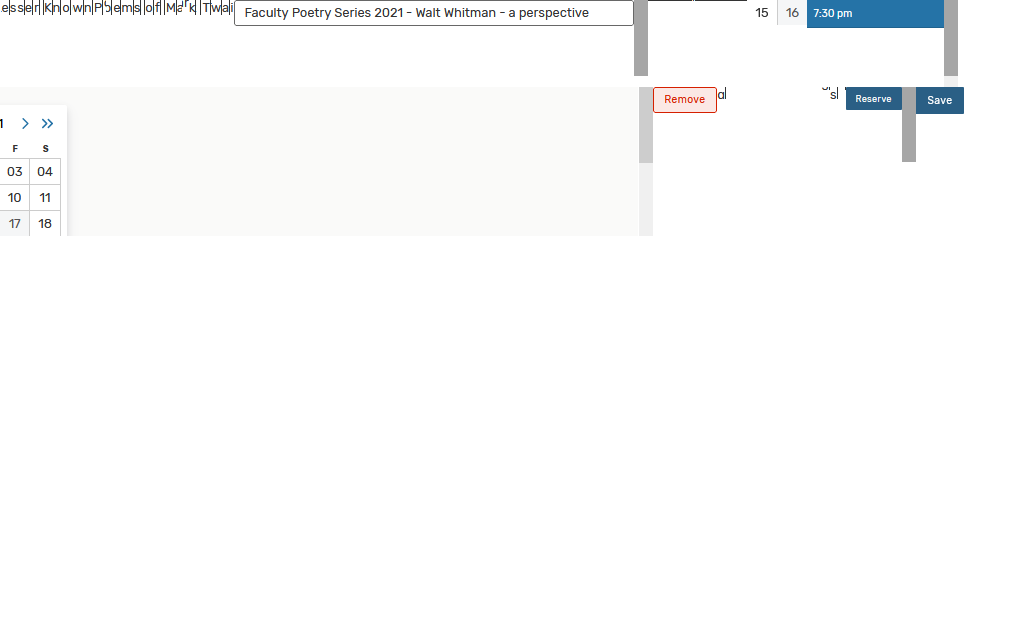 esser Known Poems of Mark Twai
Faculty Poetry Series 2021 - Walt Whitman - a perspective
15 16 7:30 pm
Remove
al
sl
Reserve
Save
1
F S
03 04
10 11
17 18